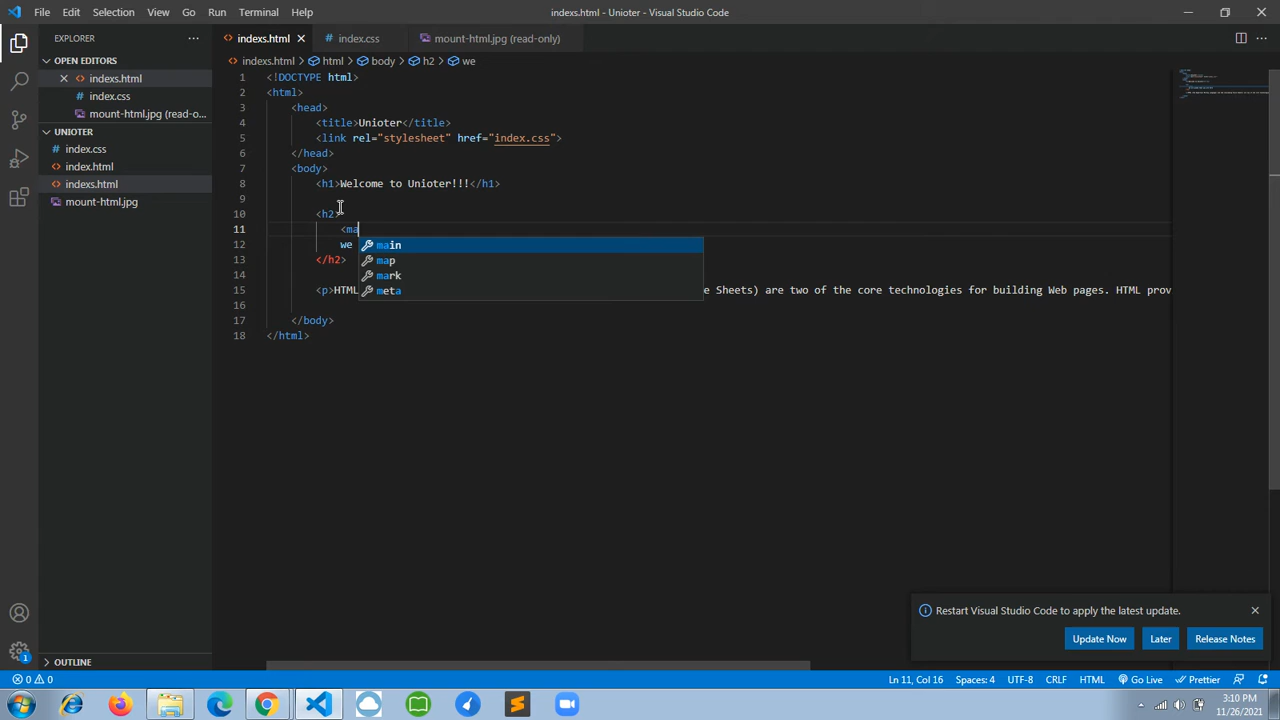 File Edit Selection View Go Run Terminal Help indexs.html - Unioter - Visual Studio Code
EXPLORER ··· indexs.html index.css mount-html.jpg (read-only)
OPEN EDITORS indexs.html > html > body > h2 > we
indexs.html
index.css
mount-html.jpg (read-o...
UNIOTER
index.css
index.html
indexs.html
mount-html.jpg
1 <!DOCTYPE html>
2 <html>
3 <head>
4 <title>Unioter</title>
5 <link rel="stylesheet" href="index.css">
6 </head>
7 <body>
8 <h1>Welcome to Unioter!!!</h1>
9
10 <h2>
11 <ma
12 we
13 </h2>
14
15 <p>HTML e Sheets) are two of the core technologies for building Web pages. HTML prov
16
17 </body>
18 </html>
main
map
mark
meta
Restart Visual Studio Code to apply the latest update.
Update Now Later Release Notes
OUTLINE
1
0 0 Ln 11, Col 16 Spaces: 4 UTF-8 CRLF HTML Go Live Prettier
3:10 PM
11/26/2021